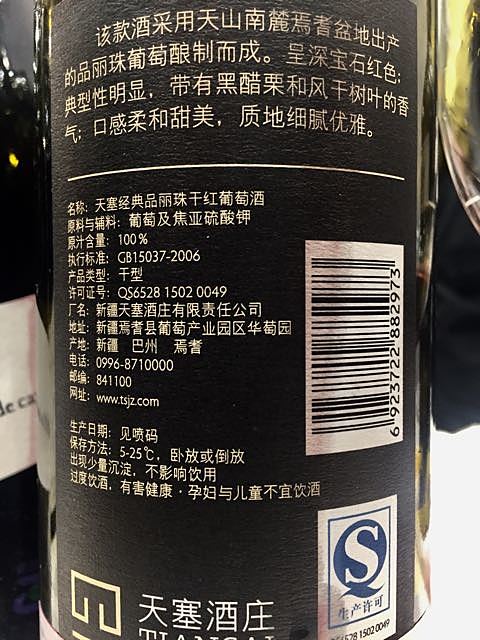 该款酒采用天山南麓焉耆盆地出产
的品丽珠葡萄酿制而成。呈深宝石红色;
典型性明显，带有黑醋栗和风干树叶的香
气;口感柔和甜美，质地细腻优雅。
名称: 天塞经典品丽珠干红葡萄酒
原料与辅料: 葡萄及焦亚硫酸钾
原汁含量: 100%
执行标准: GB15037-2006
产品类型: 干型
许可证号: QS6528 1502 0049
厂名: 新疆天塞酒庄有限责任公司
地址: 新疆焉耆县葡萄产业园区华萄园
产地: 新疆 巴州 焉耆
电话: 0996-8710000
邮编: 841100
网址: www.tsjz.com
6923722882973
生产日期: 见喷码
保存方法: 5-25℃，卧放或倒放
出现少量沉淀，不影响饮用
过度饮酒，有害健康·孕妇与儿童不宜饮酒
生产许可
QS6528 1502 0049
天塞酒庄
TIANSAI
de ca